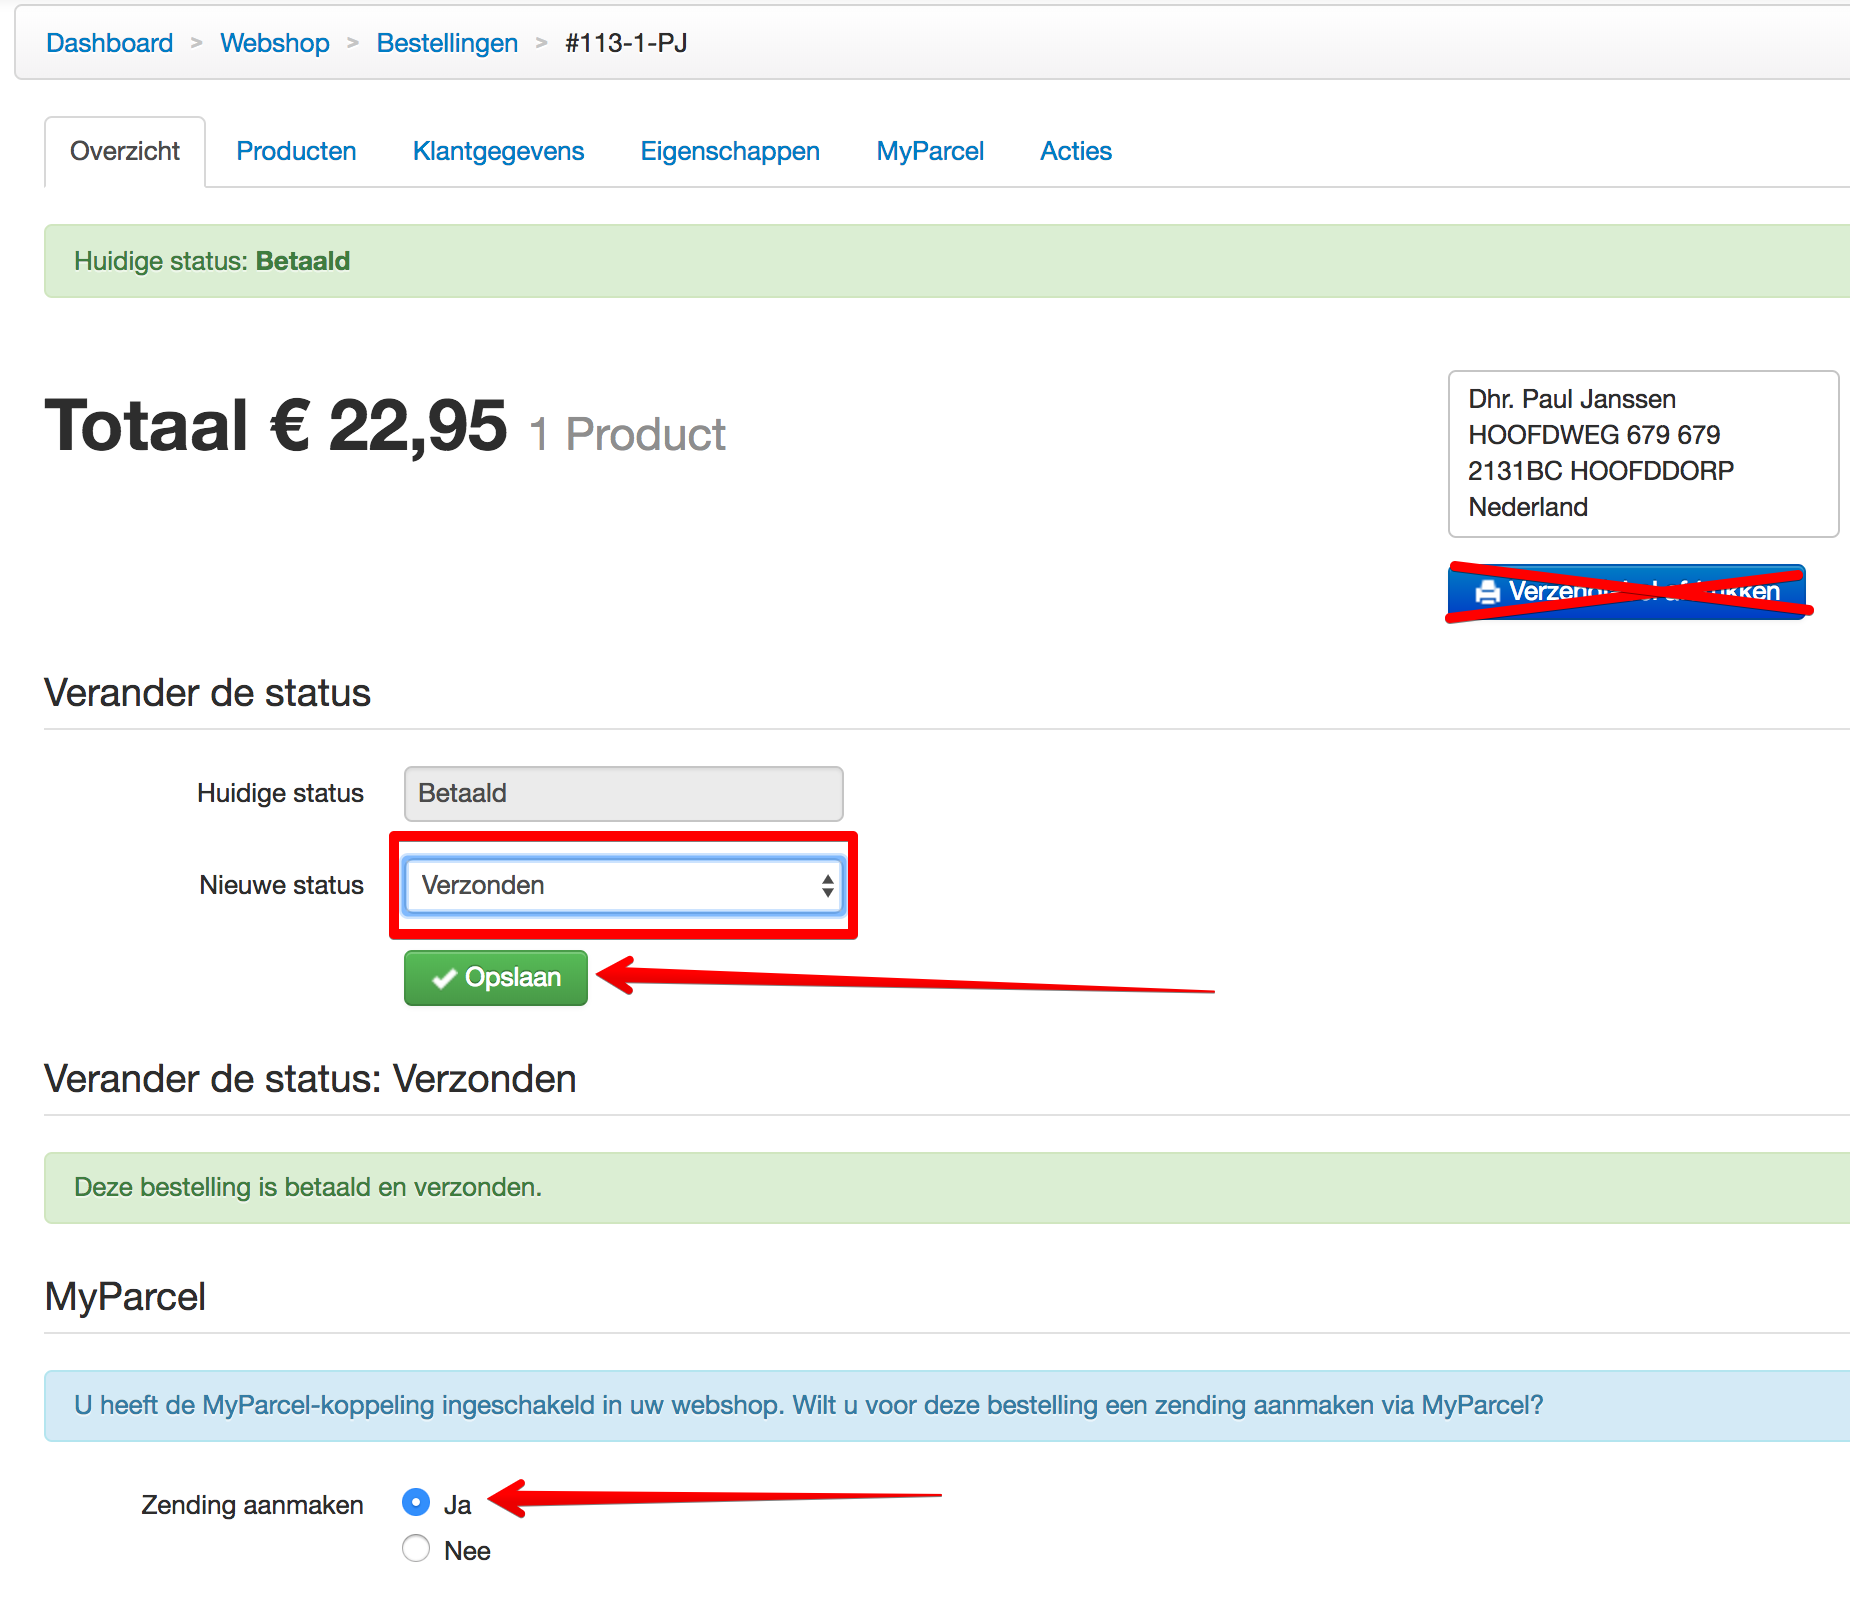 Dashboard > Webshop > Bestellingen > #113-1-PJ
Overzicht Producten Klantgegevens Eigenschappen MyParcel Acties
Huidige status: Betaald
Totaal € 22,95 1 Product
Dhr. Paul Janssen
HOOFDWEG 679 679
2131BC HOOFDDORP
Nederland
Verander de status
Huidige status Betaald
Nieuwe status Verzonden
Opslaan
Verander de status: Verzonden
Deze bestelling is betaald en verzonden.
MyParcel
U heeft de MyParcel-koppeling ingeschakeld in uw webshop. Wilt u voor deze bestelling een zending aanmaken via MyParcel?
Zending aanmaken Ja
Nee